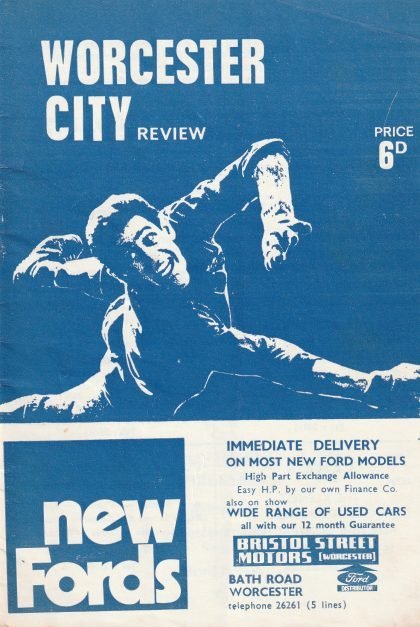 WORCESTER
CITY REVIEW
PRICE
6D
IMMEDIATE DELIVERY
ON MOST NEW FORD MODELS
High Part Exchange Allowance
Easy H.P. by our own Finance Co.
also on show
WIDE RANGE OF USED CARS
all with our 12 month Guarantee
BRISTOL STREET
MOTORS [WORCESTER]
BATH ROAD
WORCESTER
telephone 26261 (5 lines)
Ford
DISTRIBUTOR
new
Fords